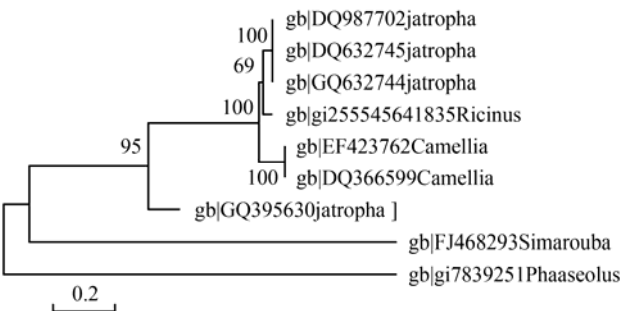 gb|DQ987702jatropha
100
gb|DQ632745jatropha
69
gb|GQ632744jatropha
100
gb|gi255545641835Ricinus
95
gb|EF423762Camellia
100
gb|DQ366599Camellia
gb|GQ395630jatropha ]
gb|FJ468293Simarouba
gb|gi7839251Phaaseolus
0.2